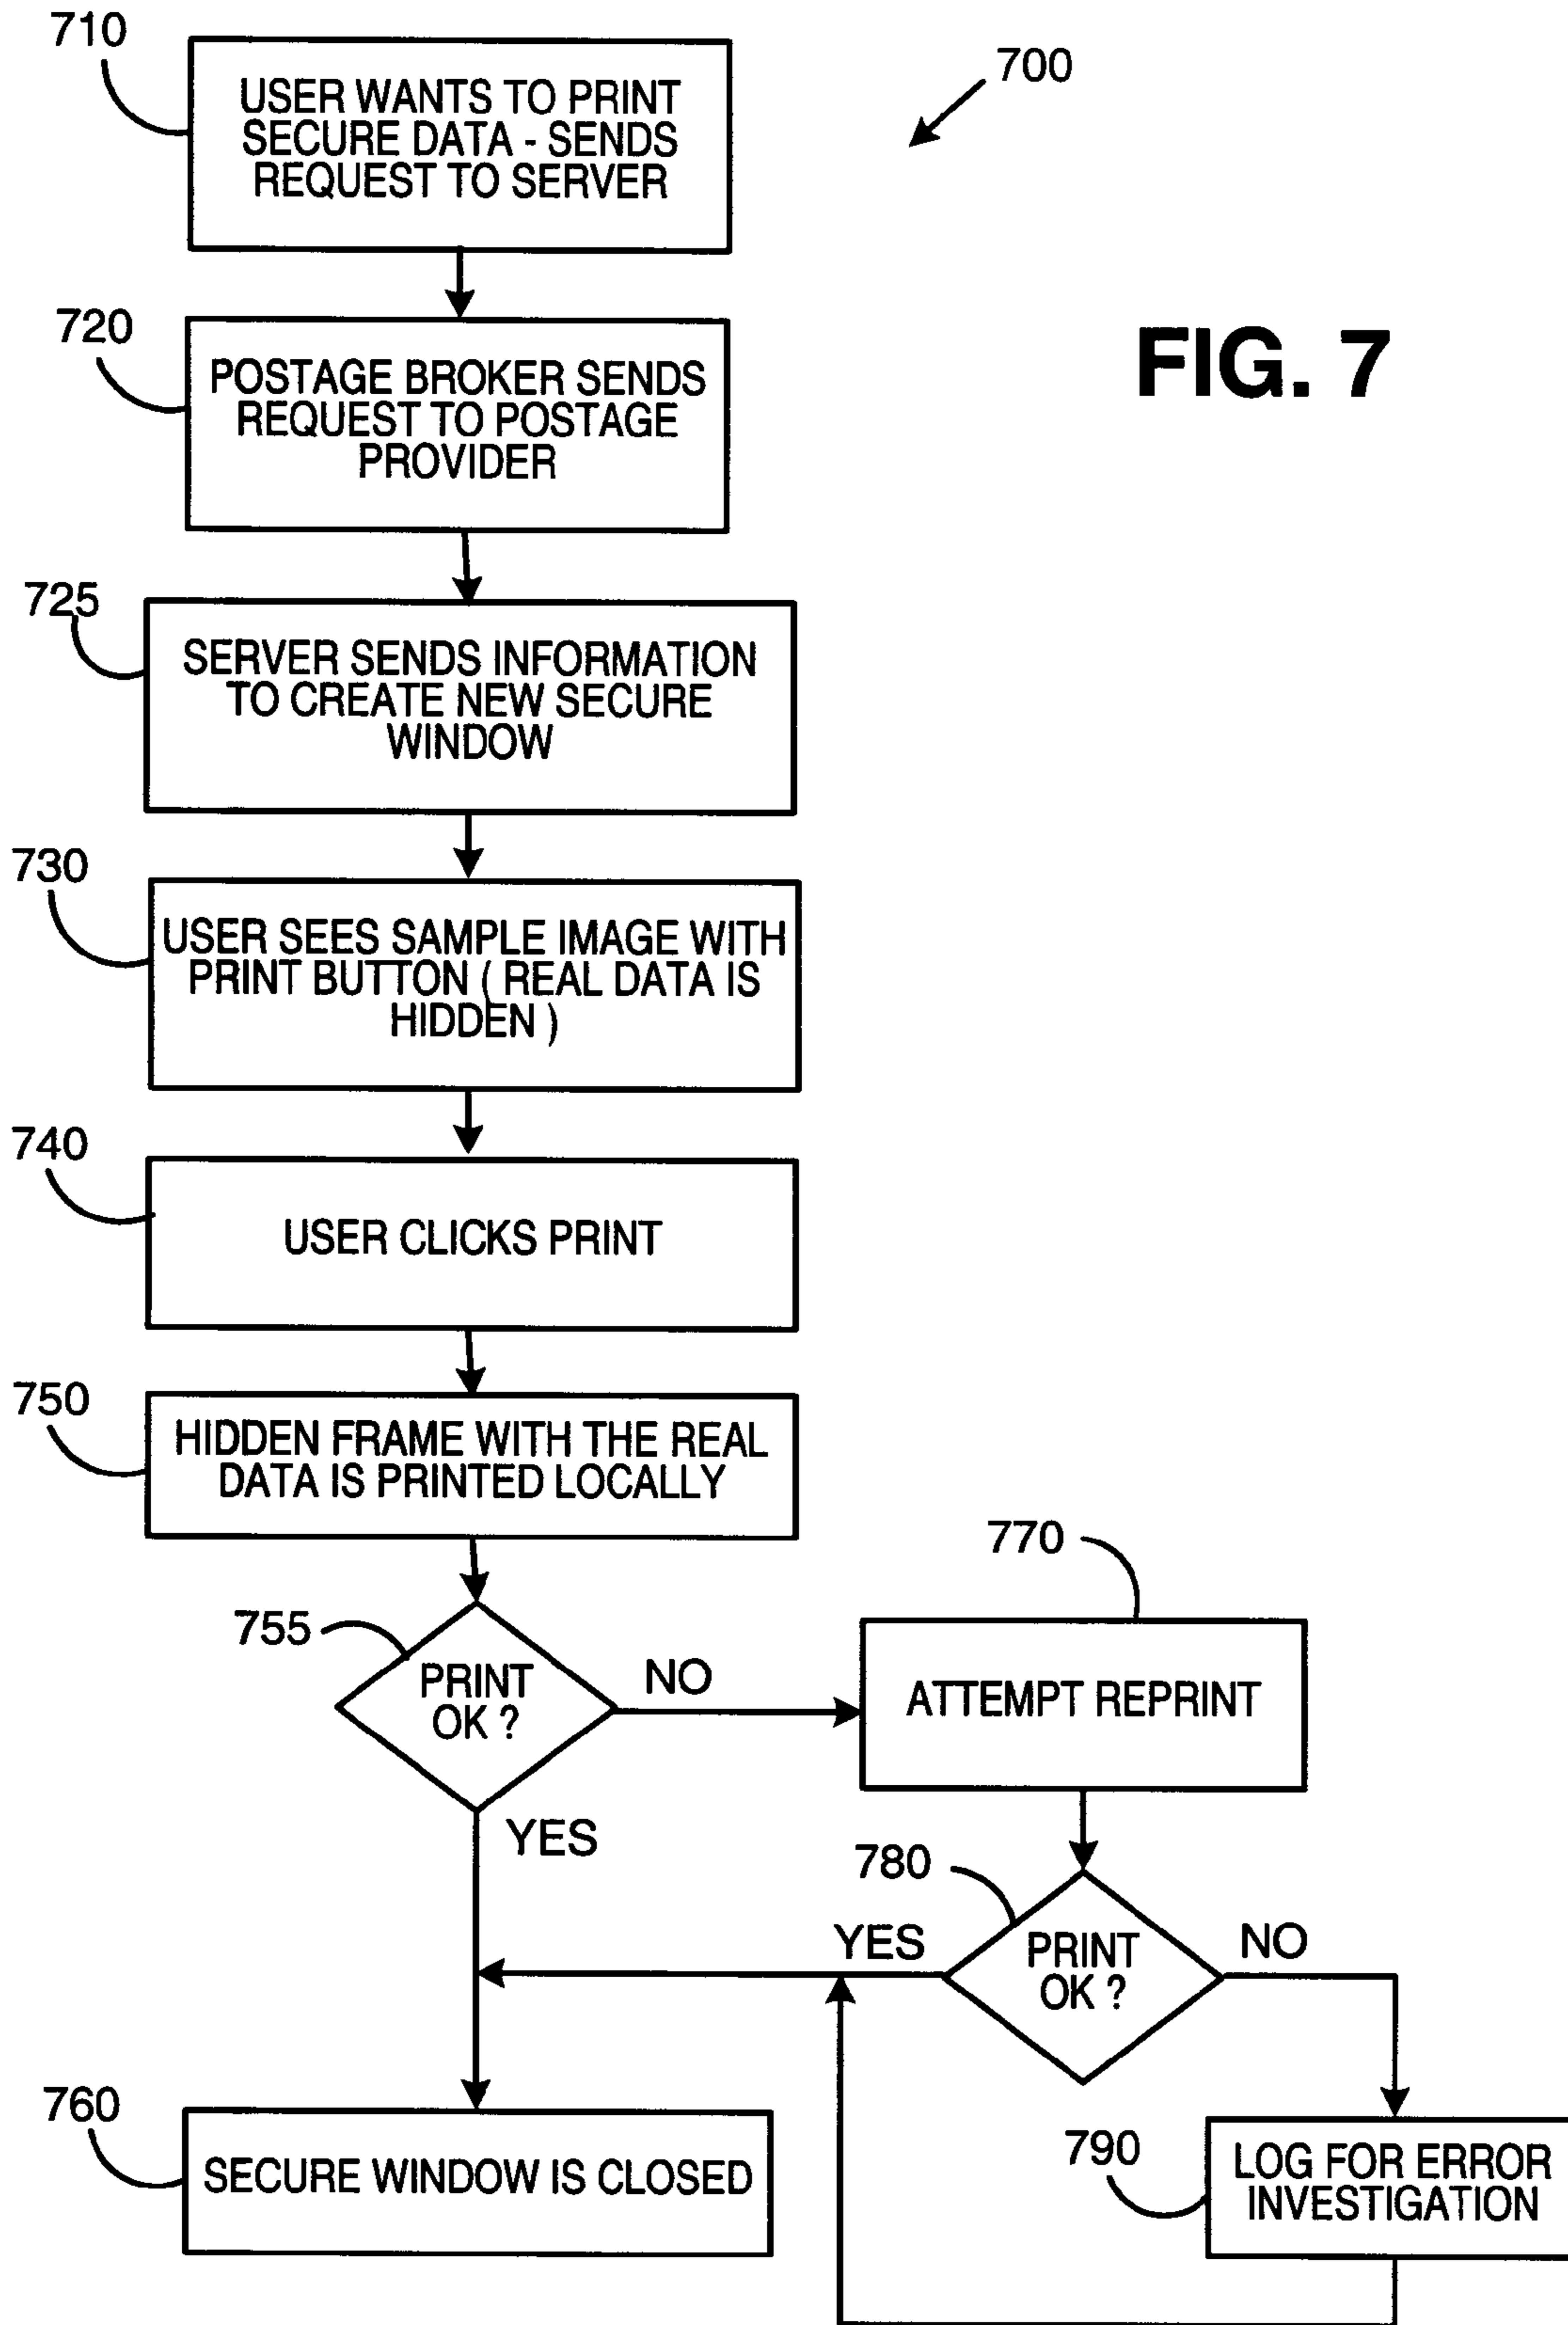 710
USER WANTS TO PRINT
SECURE DATA - SENDS
REQUEST TO SERVER
700
FIG. 7
720
POSTAGE BROKER SENDS
REQUEST TO POSTAGE
PROVIDER
725
SERVER SENDS INFORMATION
TO CREATE NEW SECURE
WINDOW
730
USER SEES SAMPLE IMAGE WITH
PRINT BUTTON ( REAL DATA IS
HIDDEN )
740
USER CLICKS PRINT
750
HIDDEN FRAME WITH THE REAL
DATA IS PRINTED LOCALLY
755
PRINT
OK ?
NO
YES
770
ATTEMPT REPRINT
780
PRINT
OK ?
YES
NO
760
SECURE WINDOW IS CLOSED
790
LOG FOR ERROR
INVESTIGATION